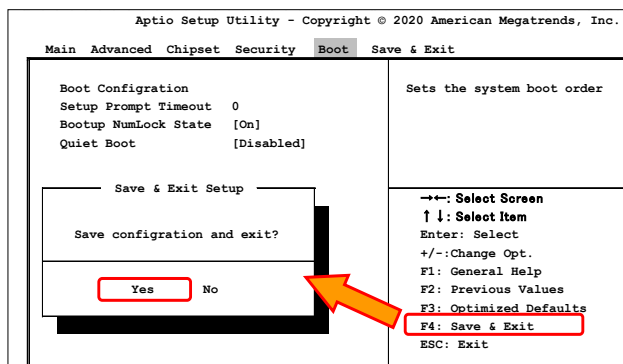 Aptio Setup Utility - Copyright © 2020 American Megatrends, Inc.
Main Advanced Chipset Security Boot Save & Exit
Boot Configration
Setup Prompt Timeout 0
Bootup NumLock State [On]
Quiet Boot [Disabled]
Sets the system boot order
Save & Exit Setup
Save configration and exit?
Yes No
→←: Select Screen
↑↓: Select Item
Enter: Select
+/-:Change Opt.
F1: General Help
F2: Previous Values
F3: Optimized Defaults
F4: Save & Exit
ESC: Exit